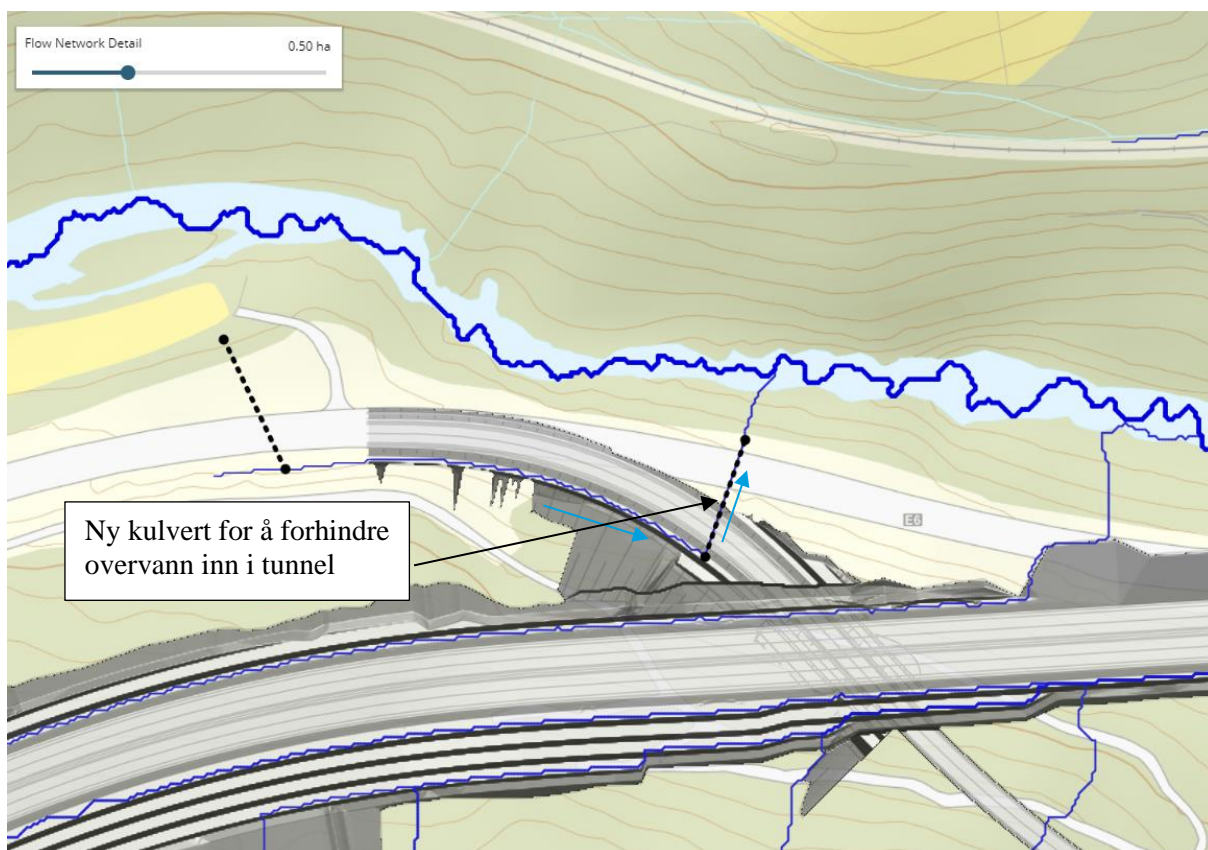 Flow Network Detail 0.50 ha
Ny kulvert for å forhindre
overvann inn i tunnel
E6